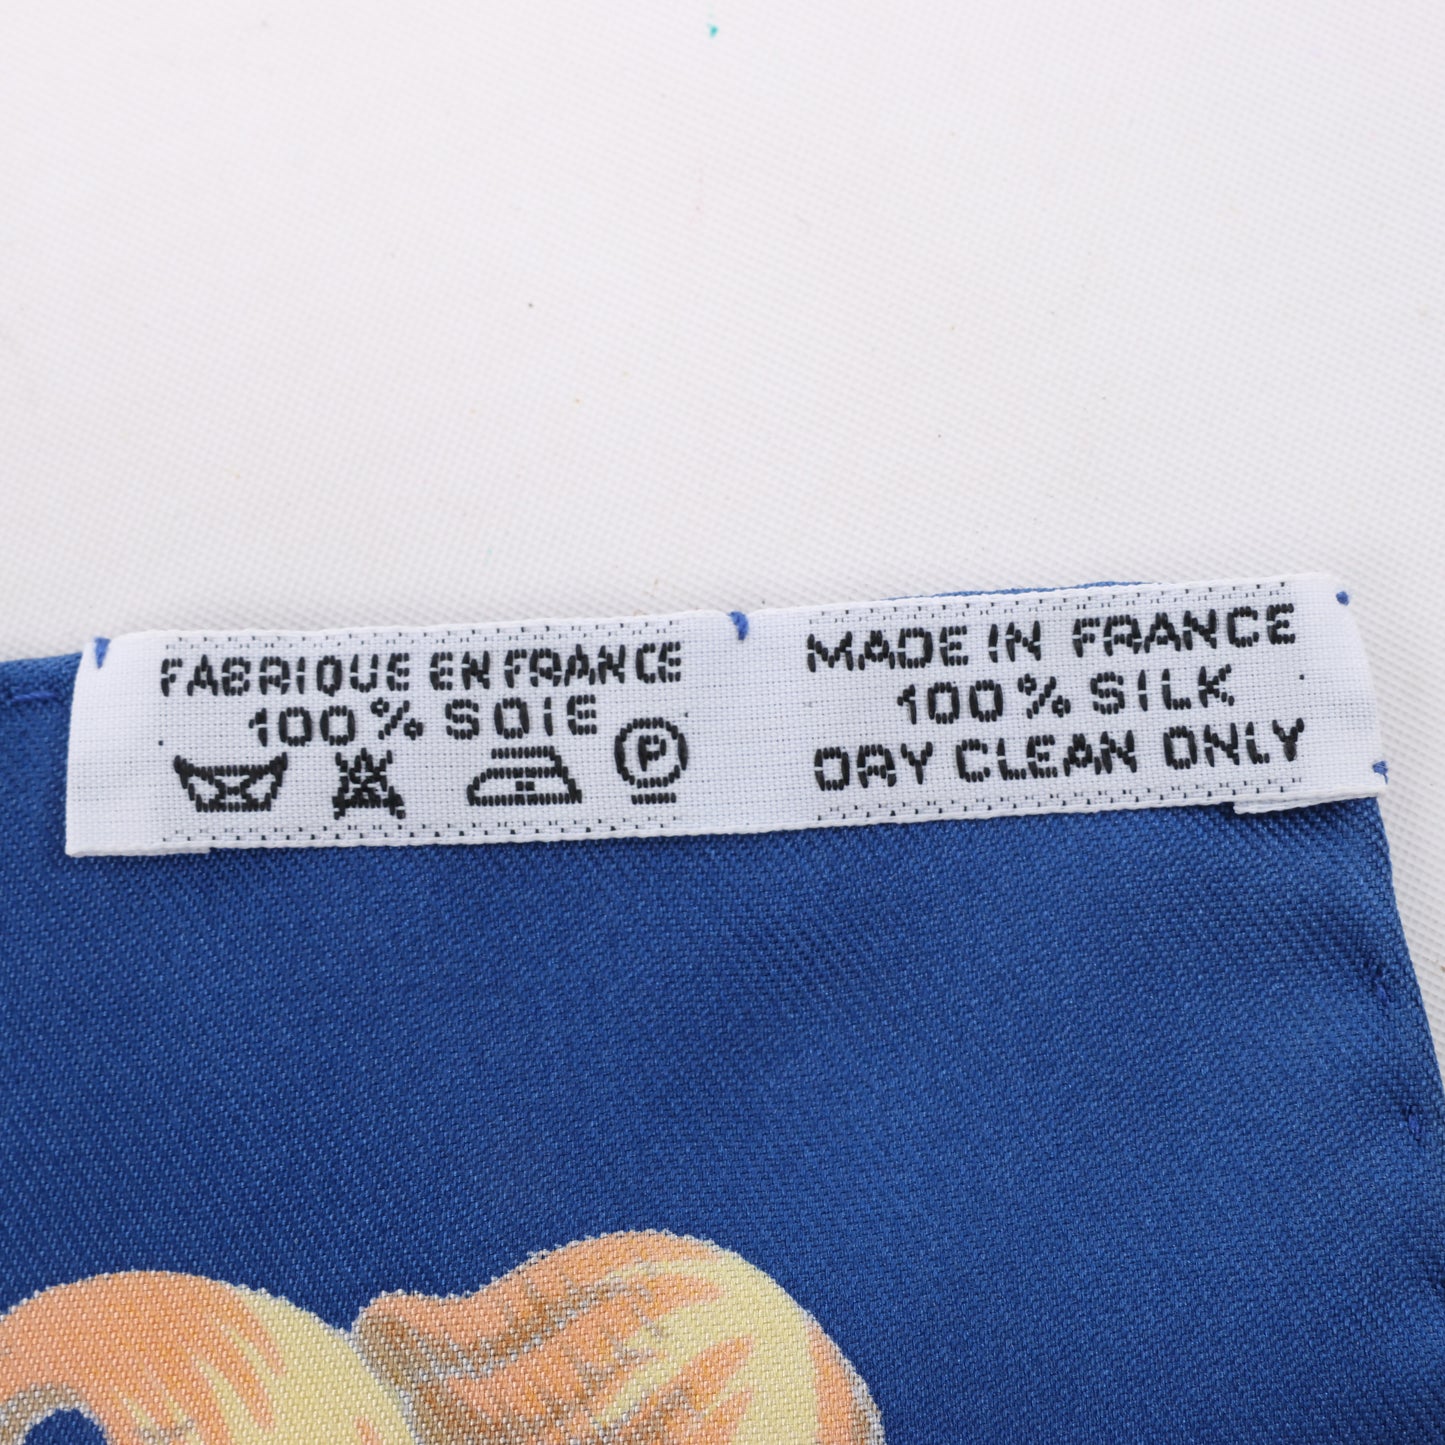 FABRIQUE EN FRANCE
100% SOIE
P
MADE IN FRANCE
100% SILK
DRY CLEAN ONLY